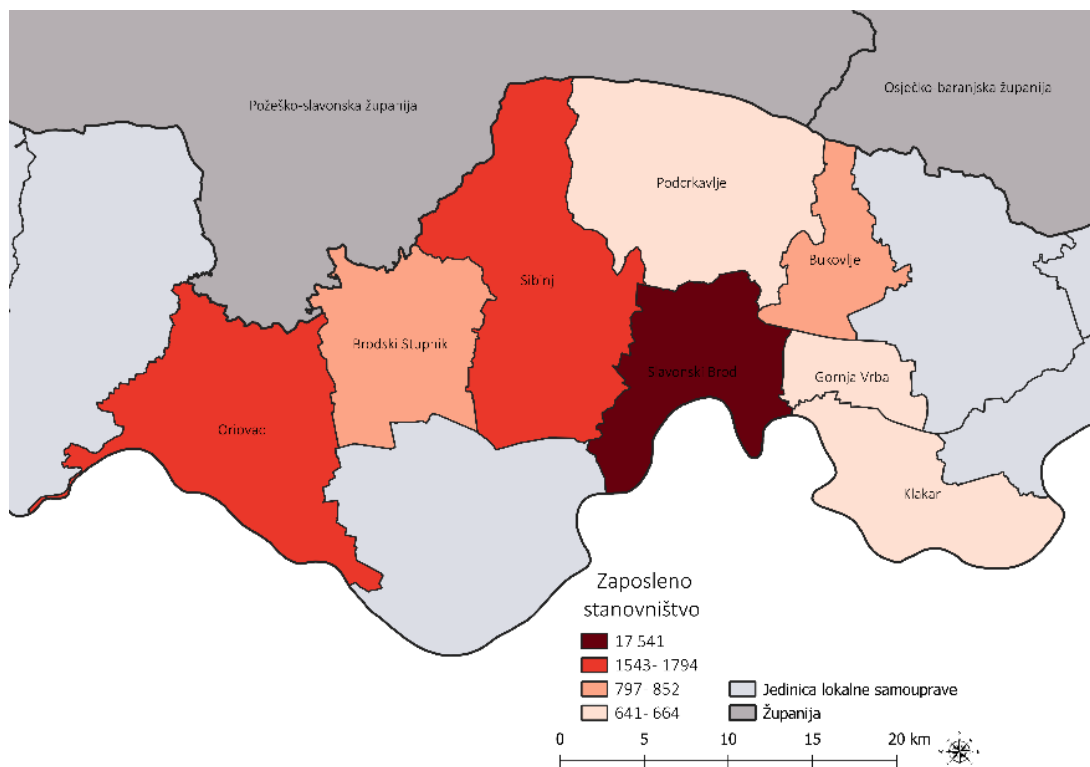 Požeško-slavonska županija
Osječko baranjska županija
Podcrkavlje
Bukovlje
Sibinj
Brodski Stupnik
Slavonski Brod
Gornja Vrba
Oriovac
Klakar
Zaposleno
stanovništvo
17 541
1543- 1794
797 852
641- 664
Jedinica lokalne samouprave
Županija
0 5 10 15 20 km